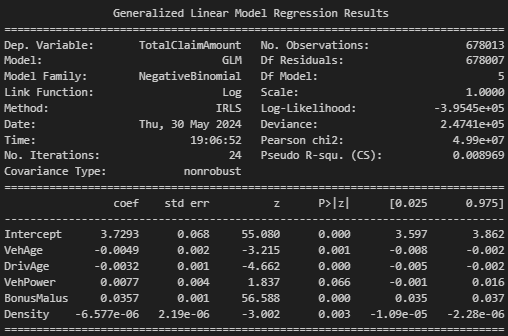 Generalized Linear Model Regression Results
==============================================================================
Dep. Variable: TotalClaimAmount No. Observations: 678013
Model: GLM Df Residuals: 678007
Model Family: NegativeBinomial Df Model: 5
Link Function: Log Scale: 1.0000
Method: IRLS Log-Likelihood: -3.9545e+05
Date: Thu, 30 May 2024 Deviance: 2.4741e+05
Time: 19:06:52 Pearson chi2: 4.99e+07
No. Iterations: 24 Pseudo R-squ. (CS): 0.008969
Covariance Type: nonrobust
==============================================================================
coef std err z P>|z| [0.025 0.975]
------------------------------------------------------------------------------
Intercept 3.7293 0.068 55.080 0.000 3.597 3.862
VehAge -0.0049 0.002 -3.215 0.001 -0.008 -0.002
DrivAge -0.0032 0.001 -4.662 0.000 -0.005 -0.002
VehPower 0.0077 0.004 1.837 0.066 -0.001 0.016
BonusMalus 0.0357 0.001 56.588 0.000 0.035 0.037
Density -6.577e-06 2.19e-06 -3.002 0.003 -1.09e-05 -2.28e-06
==============================================================================